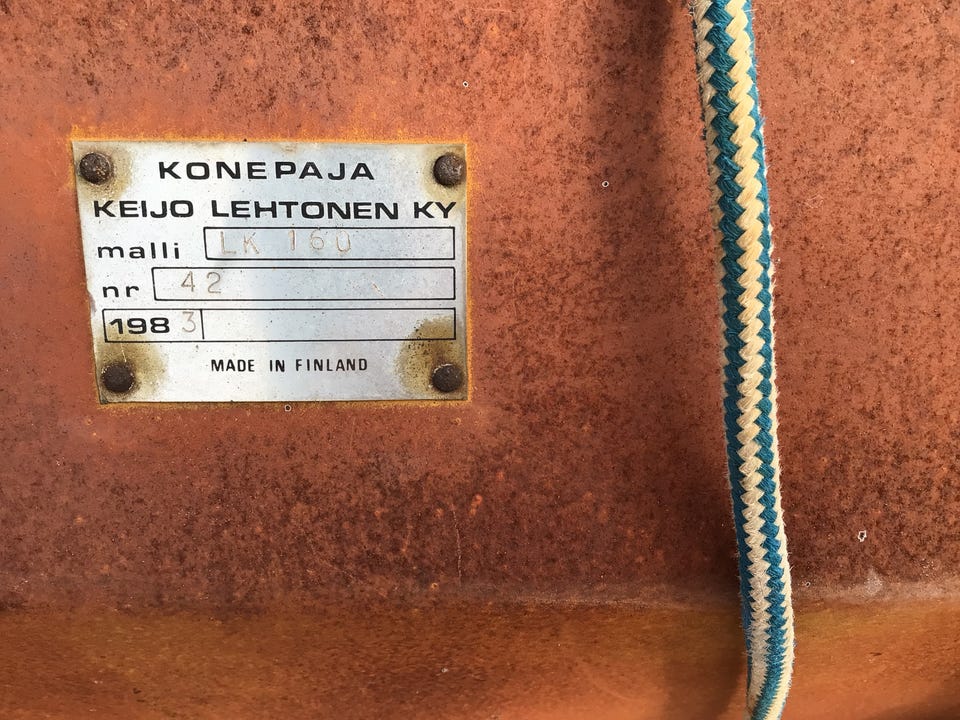 KONEPAJA
KEIJO LEHTONEN KY
malli LK 160
nr 42
1983
MADE IN FINLAND